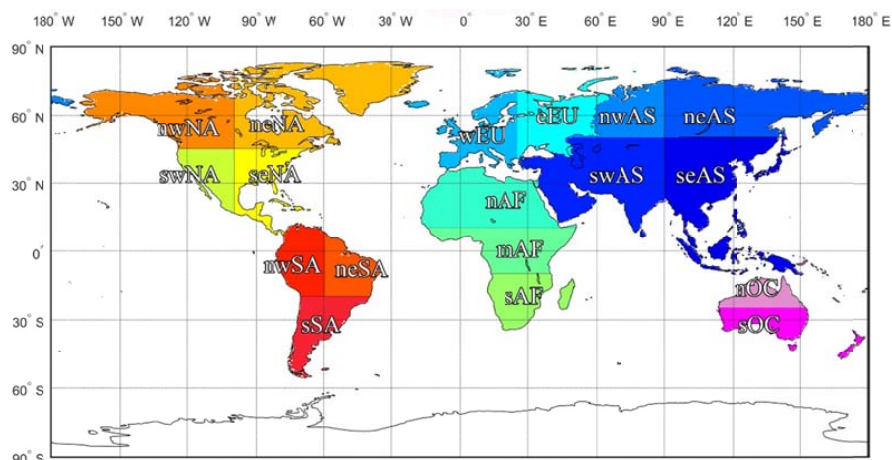 180° W 150° W 120° W 90° W 60° W 30° W 0° 30° E 60° E 90° E 120° E 150° E 180° E
90° N
60° N
30° N
0°
30° S
60° S
90° S
nwNA neNA wEU eEU nwAS neAS
swNA seNA nAF swAS seAS
nwSA neSA mAF
sSA sAF nOC
sOC